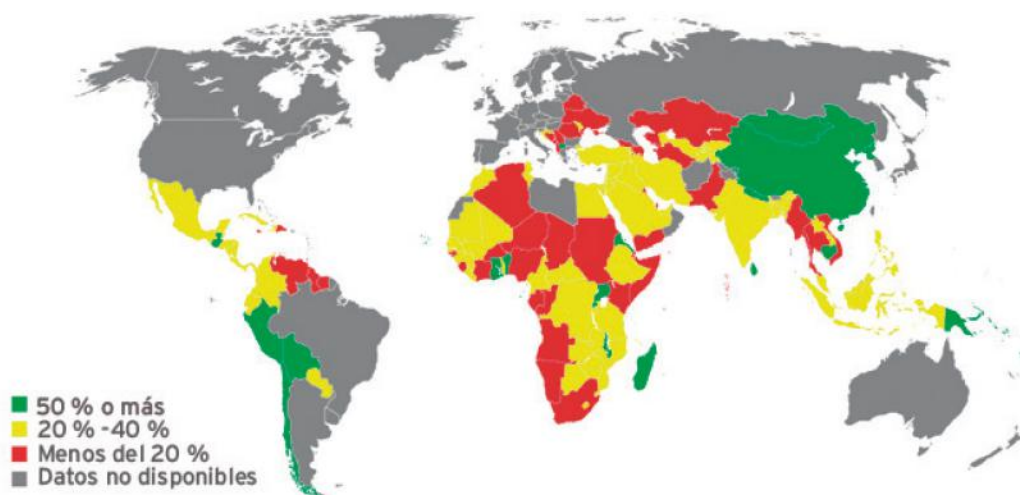 50 % o más
20 % -40 %
Menos del 20 %
Datos no disponibles